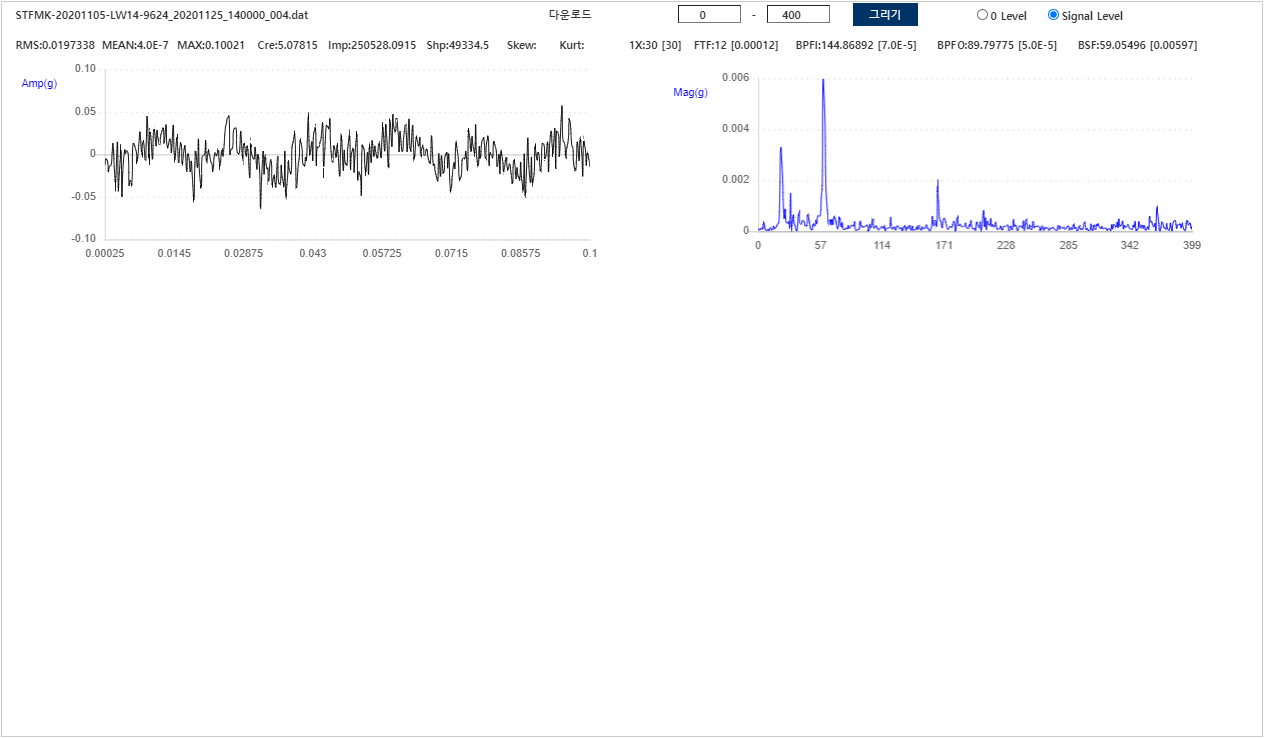 STFMK-20201105-LW14-9624_20201125_140000_004.dat 다운로드 0 - 400 그리기 0 Level Signal Level
RMS:0.0197338 MEAN:4.0E-7 MAX:0.10021 Cre:5.07815 Imp:250528.0915 Shp:49334.5 Skew: Kurt: 1X:30 [30] FTF:12 [0.00012] BPFI:144.86892 [7.0E-5] BPFO:89.79775 [5.0E-5] BSF:59.05496 [0.00597]
Amp(g)
0.10
0.05
0
-0.05
-0.10
0.00025 0.0145 0.02875 0.043 0.05725 0.0715 0.08575 0.1
Mag(g)
0.006
0.004
0.002
0
0 57 114 171 228 285 342 399